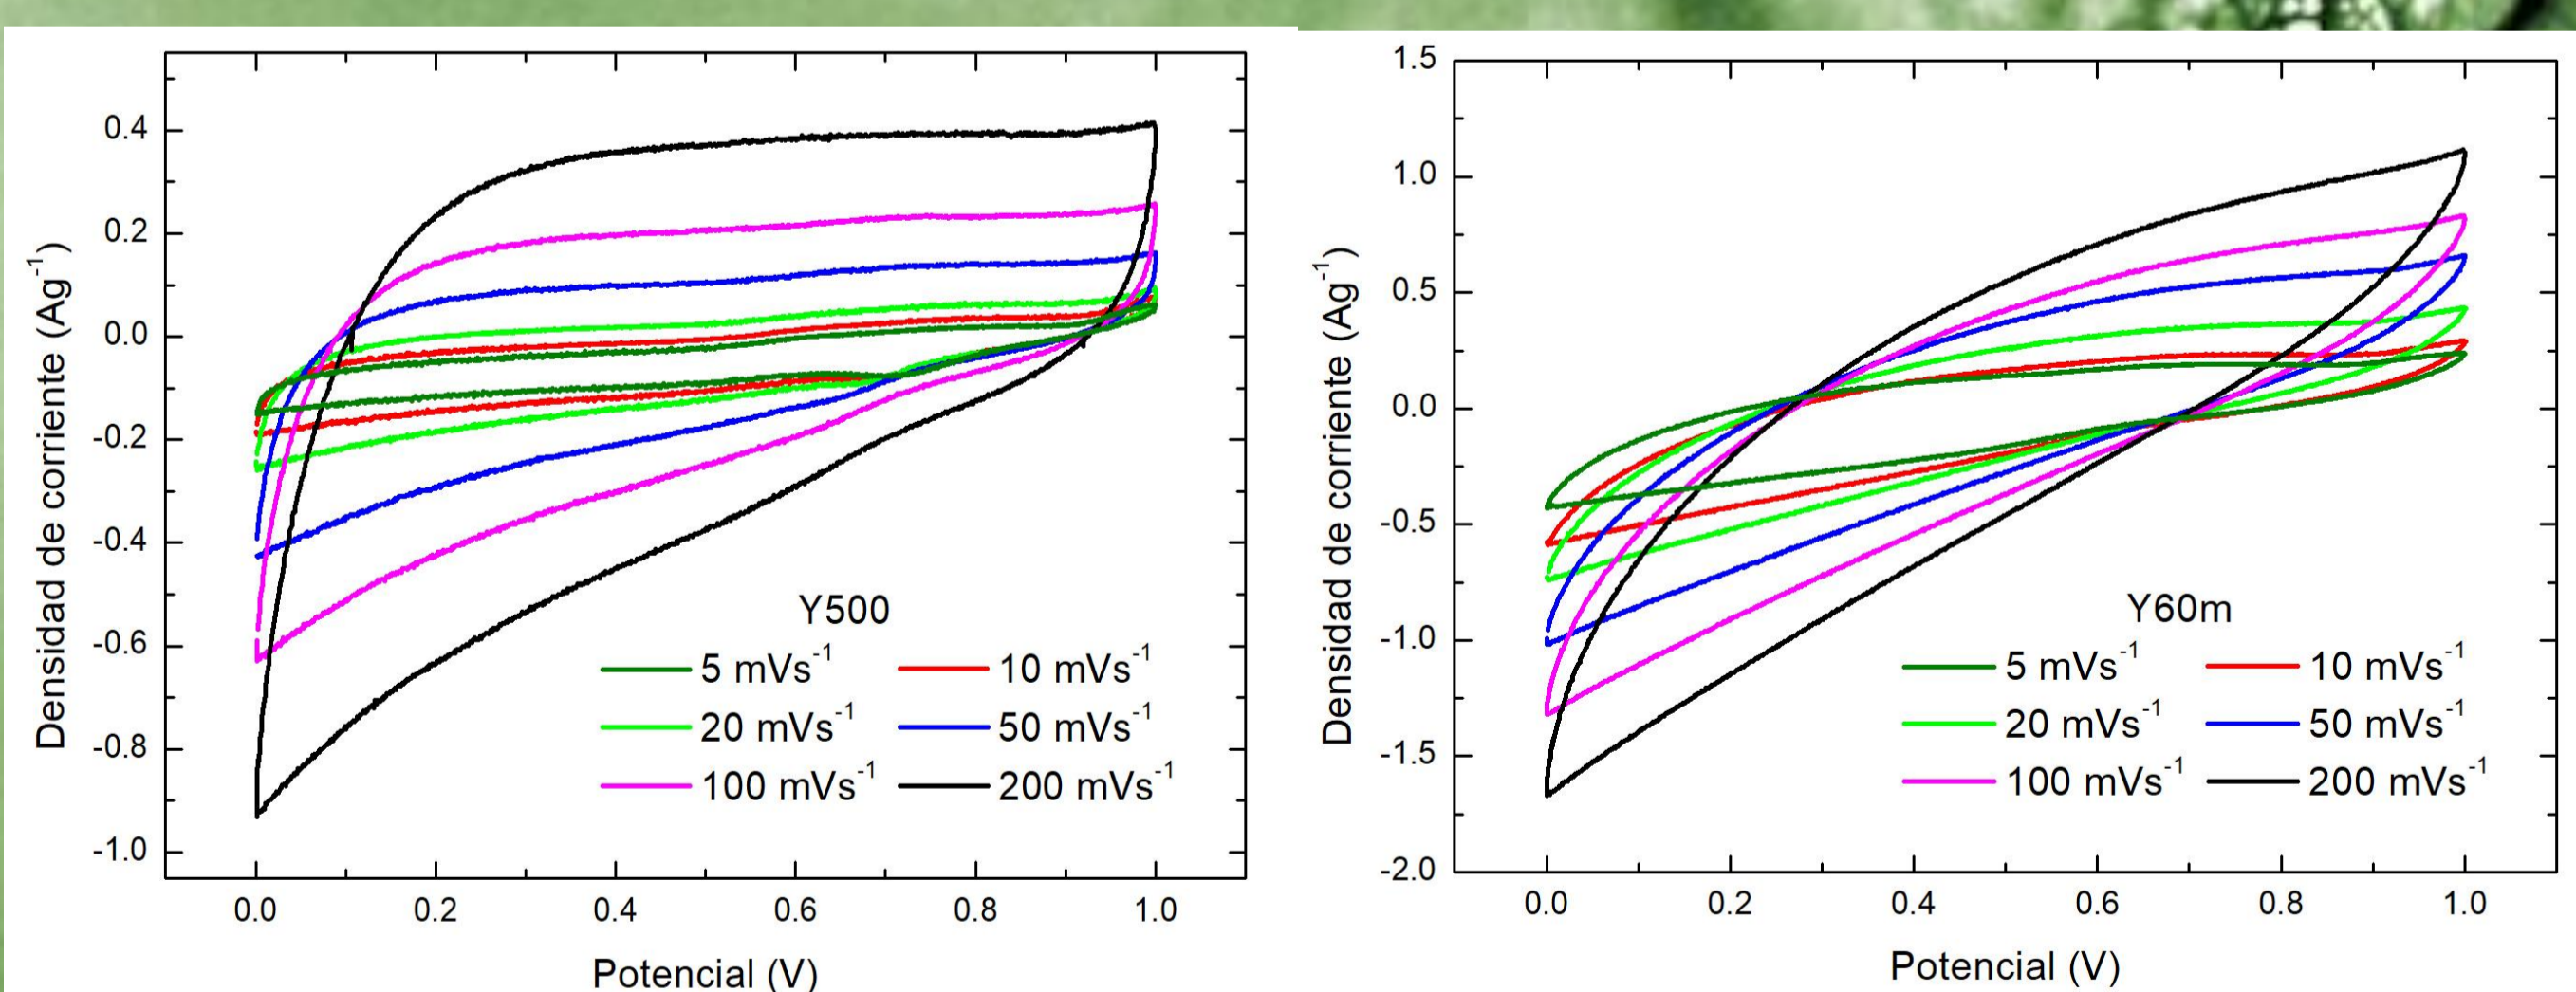 0.4
0.2
0.0
-0.2
-0.4
-0.6
-0.8
-1.0
Densidad de corriente (Ag⁻¹)
Y500
5 mVs⁻¹ 10 mVs⁻¹
20 mVs⁻¹ 50 mVs⁻¹
100 mVs⁻¹ 200 mVs⁻¹
0.0 0.2 0.4 0.6 0.8 1.0
Potencial (V)
1.5
1.0
0.5
0.0
-0.5
-1.0
-1.5
-2.0
Densidad de corriente (Ag⁻¹)
Y60m
5 mVs⁻¹ 10 mVs⁻¹
20 mVs⁻¹ 50 mVs⁻¹
100 mVs⁻¹ 200 mVs⁻¹
0.0 0.2 0.4 0.6 0.8 1.0
Potencial (V)